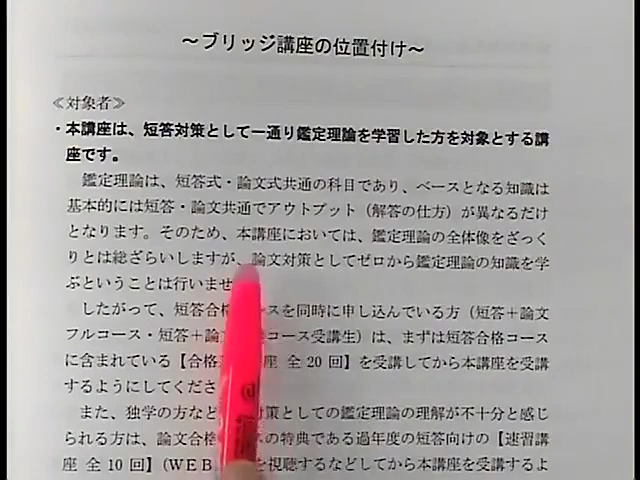 ～ブリッジ講座の位置付け～
≪対象者≫
・本講座は、短答対策として一通り鑑定理論を学習した方を対象とする講
座です。
鑑定理論は、短答式・論文式共通の科目であり、ベースとなる知識は
基本的には短答・論文共通でアウトプット（解答の仕方）が異なるだけ
となります。そのため、本講座においては、鑑定理論の全体像をざっく
りとは総ざらいしますが、論文対策としてゼロから鑑定理論の知識を学
ぶということは行いませ
したがって、短答合格 スを同時に申し込んでいる方（短答＋論文
フルコース・短答＋論 コース受講生）は、まずは短答合格コース
に含まれている【合格 座 全 20 回】を受講してから本講座を受講
するようにしてくださ
また、独学の方など 対策としての鑑定理論の理解が不十分と感じ
られる方は、論文合格 の特典である過年度の短答向けの【速習講
座 全 10 回】（ＷＥＢ を視聴するなどしてから本講座を受講するよ